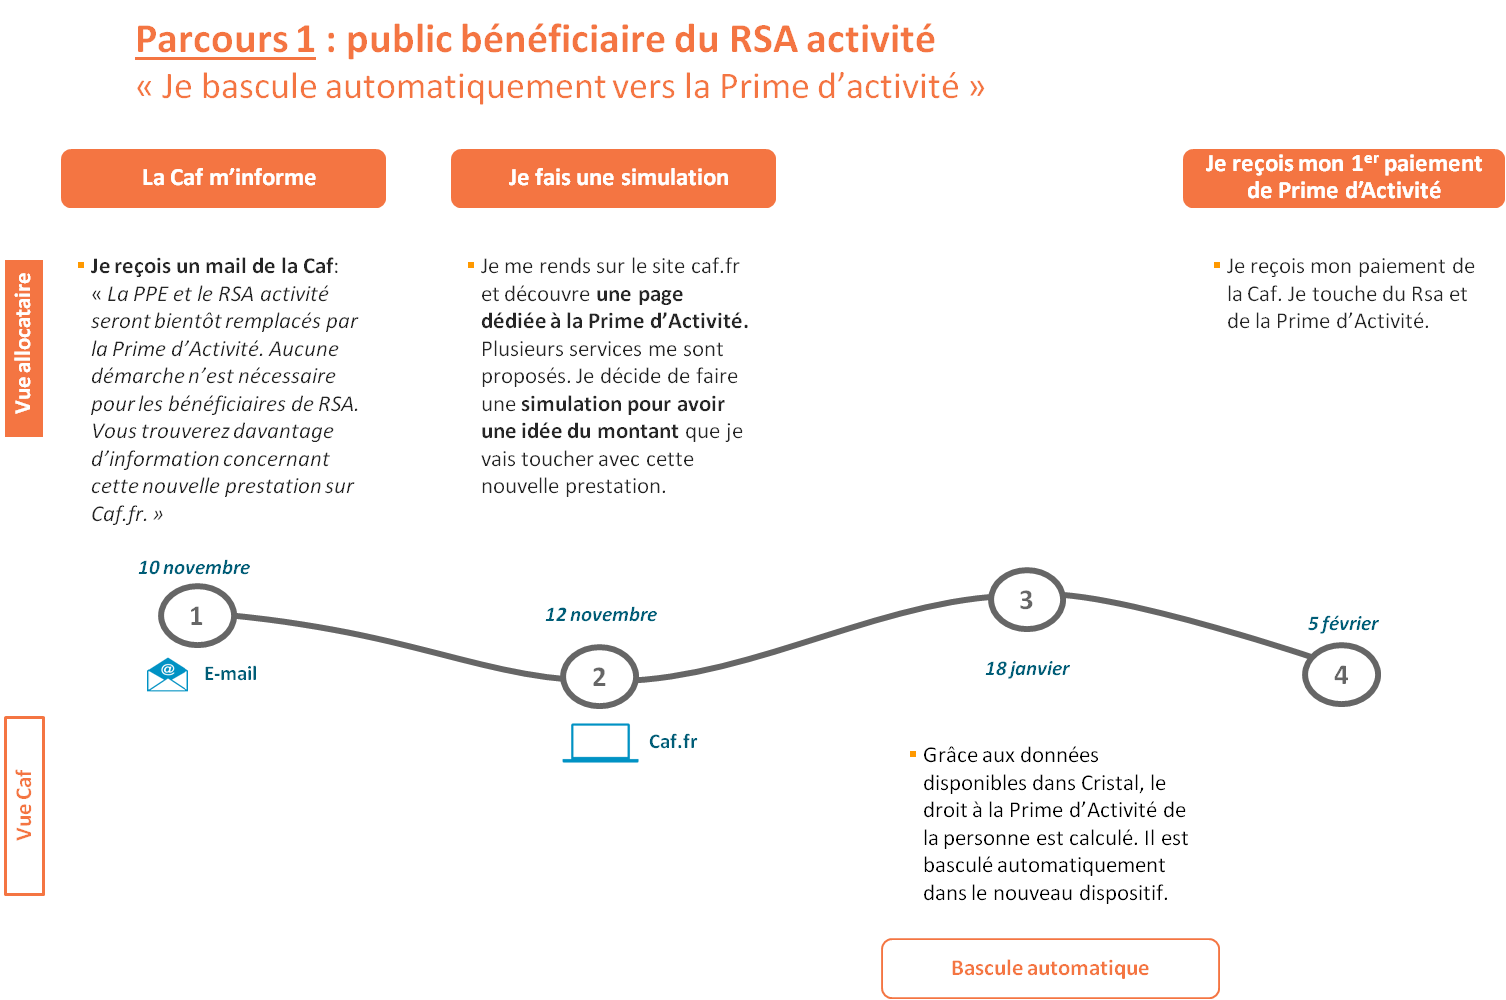 Parcours 1 : public bénéficiaire du RSA activité
« Je bascule automatiquement vers la Prime d’activité »
La Caf m’informe
Je fais une simulation
Je reçois mon 1er paiement
de Prime d’Activité
Vue allocataire
Je reçois un mail de la Caf:
« La PPE et le RSA activité
seront bientôt remplacés par
la Prime d’Activité. Aucune
démarche n’est nécessaire
pour les bénéficiaires de RSA.
Vous trouverez davantage
d’information concernant
cette nouvelle prestation sur
Caf.fr. »
Je me rends sur le site caf.fr
et découvre une page
dédiée à la Prime d’Activité.
Plusieurs services me sont
proposés. Je décide de faire
une simulation pour avoir
une idée du montant que je
vais toucher avec cette
nouvelle prestation.
Je reçois mon paiement de
la Caf. Je touche du Rsa et
de la Prime d’Activité.
10 novembre
1
@
E-mail
12 novembre
2
Caf.fr
3
18 janvier
5 février
4
Vue Caf
Grâce aux données
disponibles dans Cristal, le
droit à la Prime d’Activité de
la personne est calculé. Il est
basculé automatiquement
dans le nouveau dispositif.
Bascule automatique